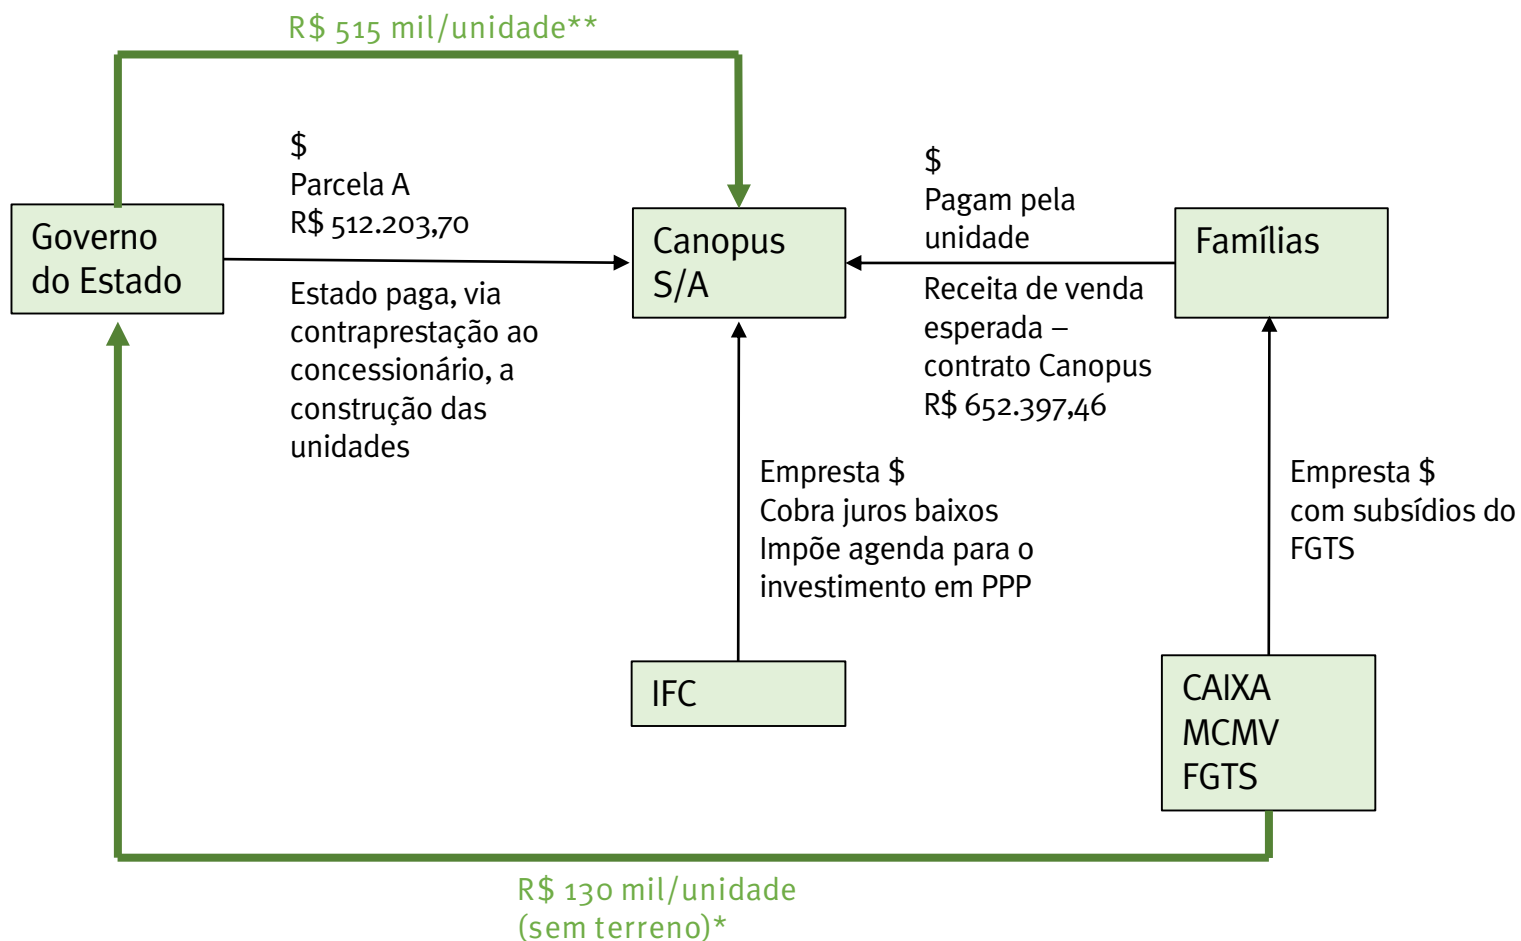 R$ 515 mil/unidade**
$
Parcela A
R$ 512.203,70
Governo
do Estado
Estado paga, via
contraprestação ao
concessionário, a
construção das
unidades
Canopus
S/A
$
Pagam pela
unidade
Receita de venda
esperada –
contrato Canopus
R$ 652.397,46
Famílias
Empresta $
Cobra juros baixos
Impõe agenda para o
investimento em PPP
Empresta $
com subsídios do
FGTS
IFC
CAIXA
MCMV
FGTS
R$ 130 mil/unidade
(sem terreno)*